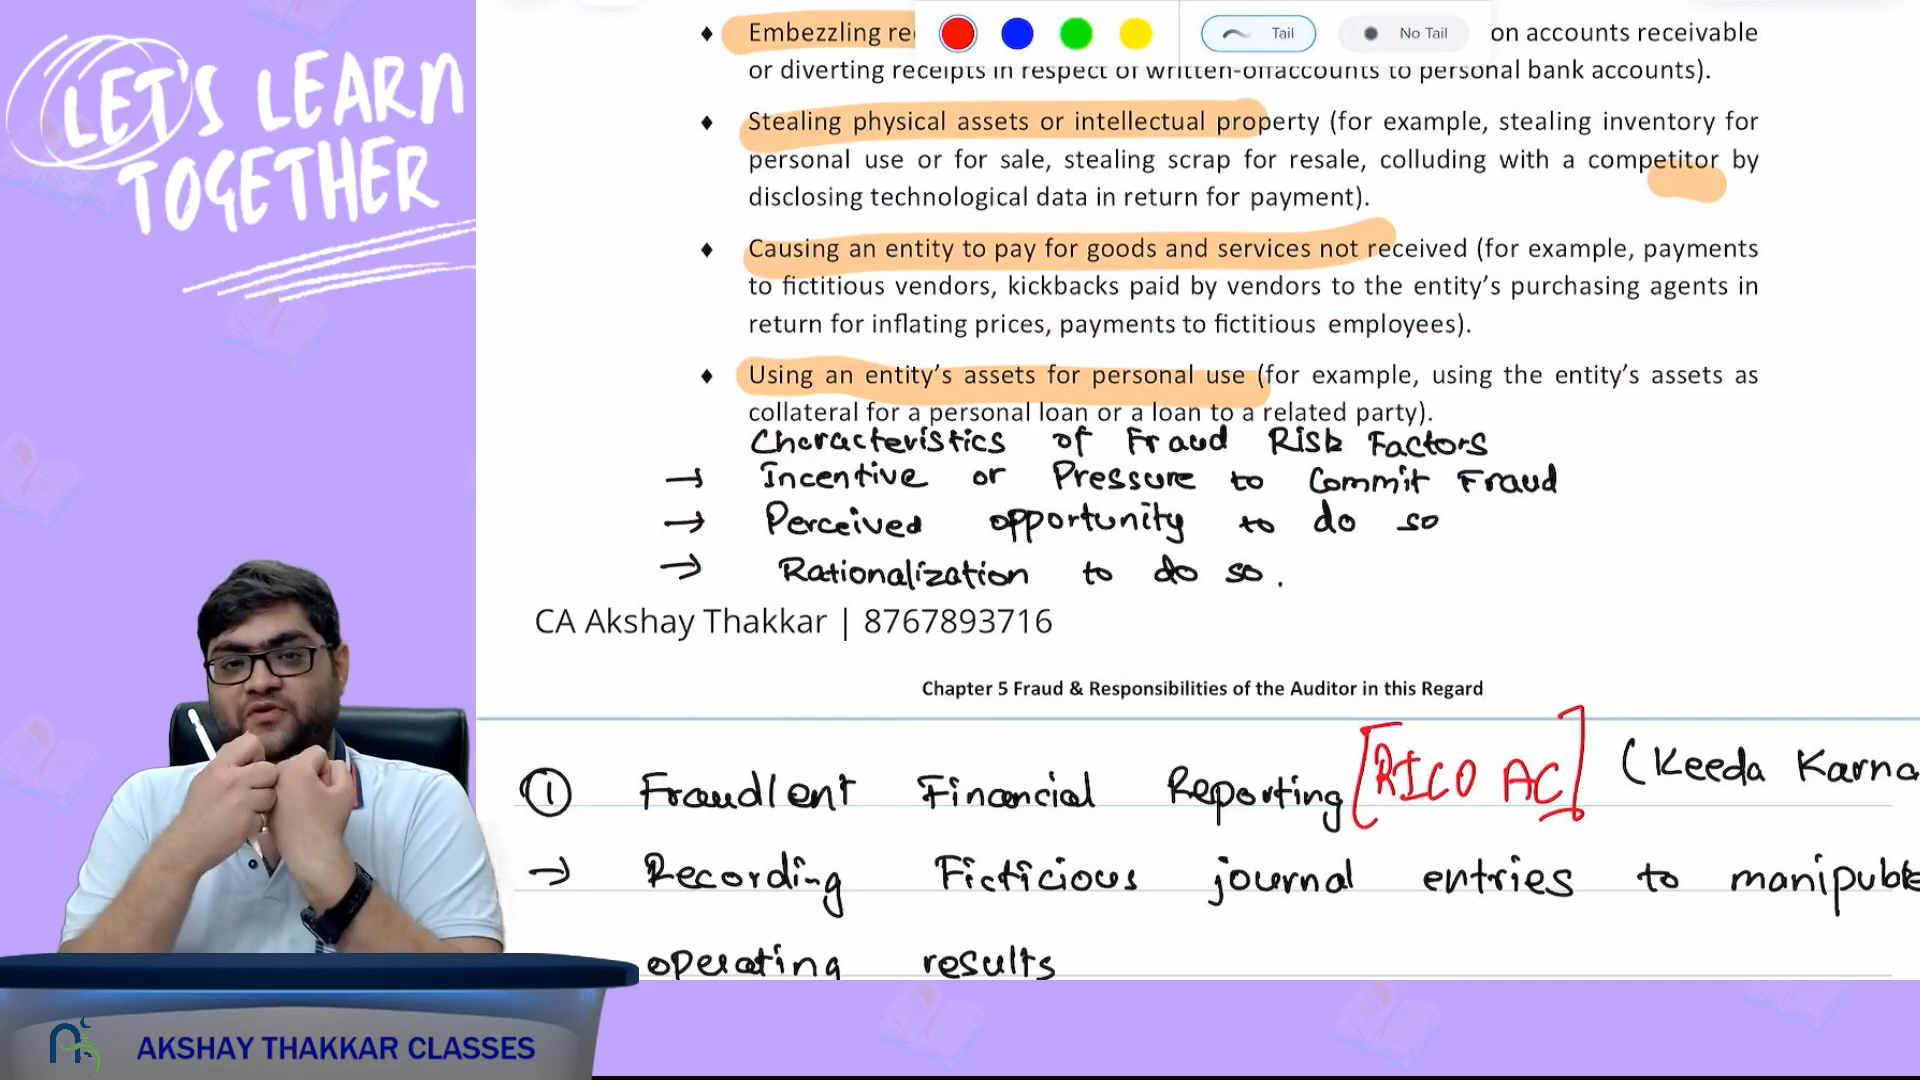 LET'S LEARN
TOGETHER
♦ Embezzling Tail No Tail on accounts receivable
or diverting receipts in respect of written-offaccounts to personal bank accounts).
♦ Stealing physical assets or intellectual property (for example, stealing inventory for
personal use or for sale, stealing scrap for resale, colluding with a competitor by
disclosing technological data in return for payment).
♦ Causing an entity to pay for goods and services not received (for example, payments
to fictitious vendors, kickbacks paid by vendors to the entity's purchasing agents in
return for inflating prices, payments to fictitious employees).
♦ Using an entity's assets for personal use (for example, using the entity's assets as
collateral for a personal loan or a loan to a related party).
Characteristics of Fraud Risk Factors
→ Incentive or Pressure to Commit Fraud
→ Perceived opportunity to do so
→ Rationalization to do so.
CA Akshay Thakkar | 8767893716
Chapter 5 Fraud & Responsibilities of the Auditor in this Regard
① Fraudlent Financial Reporting [RICO AC] (Keeda Karna
→ Recording Ficticious journal entries to
operating results
AKSHAY THAKKAR CLASSES